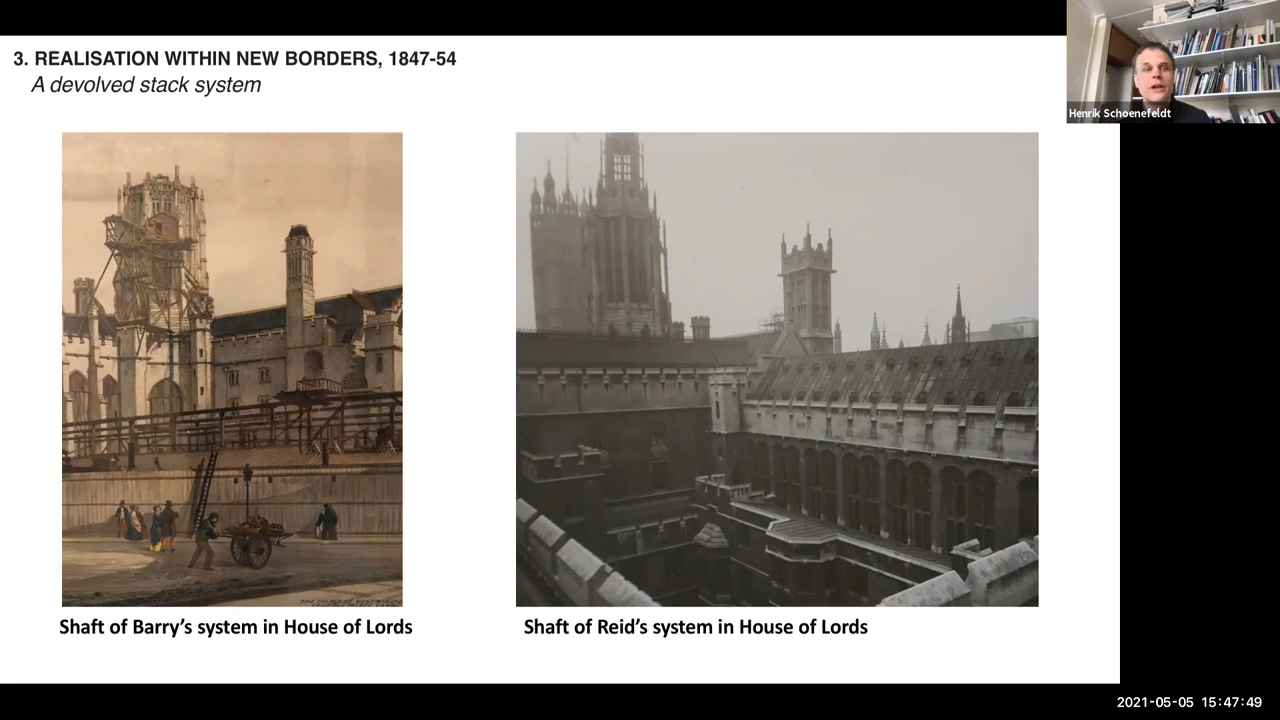 3. REALISATION WITHIN NEW BORDERS, 1847-54
A devolved stack system
Henrik Schoenefeldt
Shaft of Barry’s system in House of Lords
Shaft of Reid’s system in House of Lords
2021-05-05 15:47:49